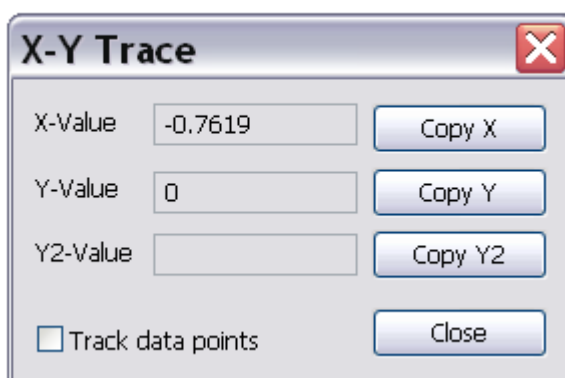 X-Y Trace
X-Value -0.7619 Copy X
Y-Value 0 Copy Y
Y2-Value Copy Y2
Track data points Close